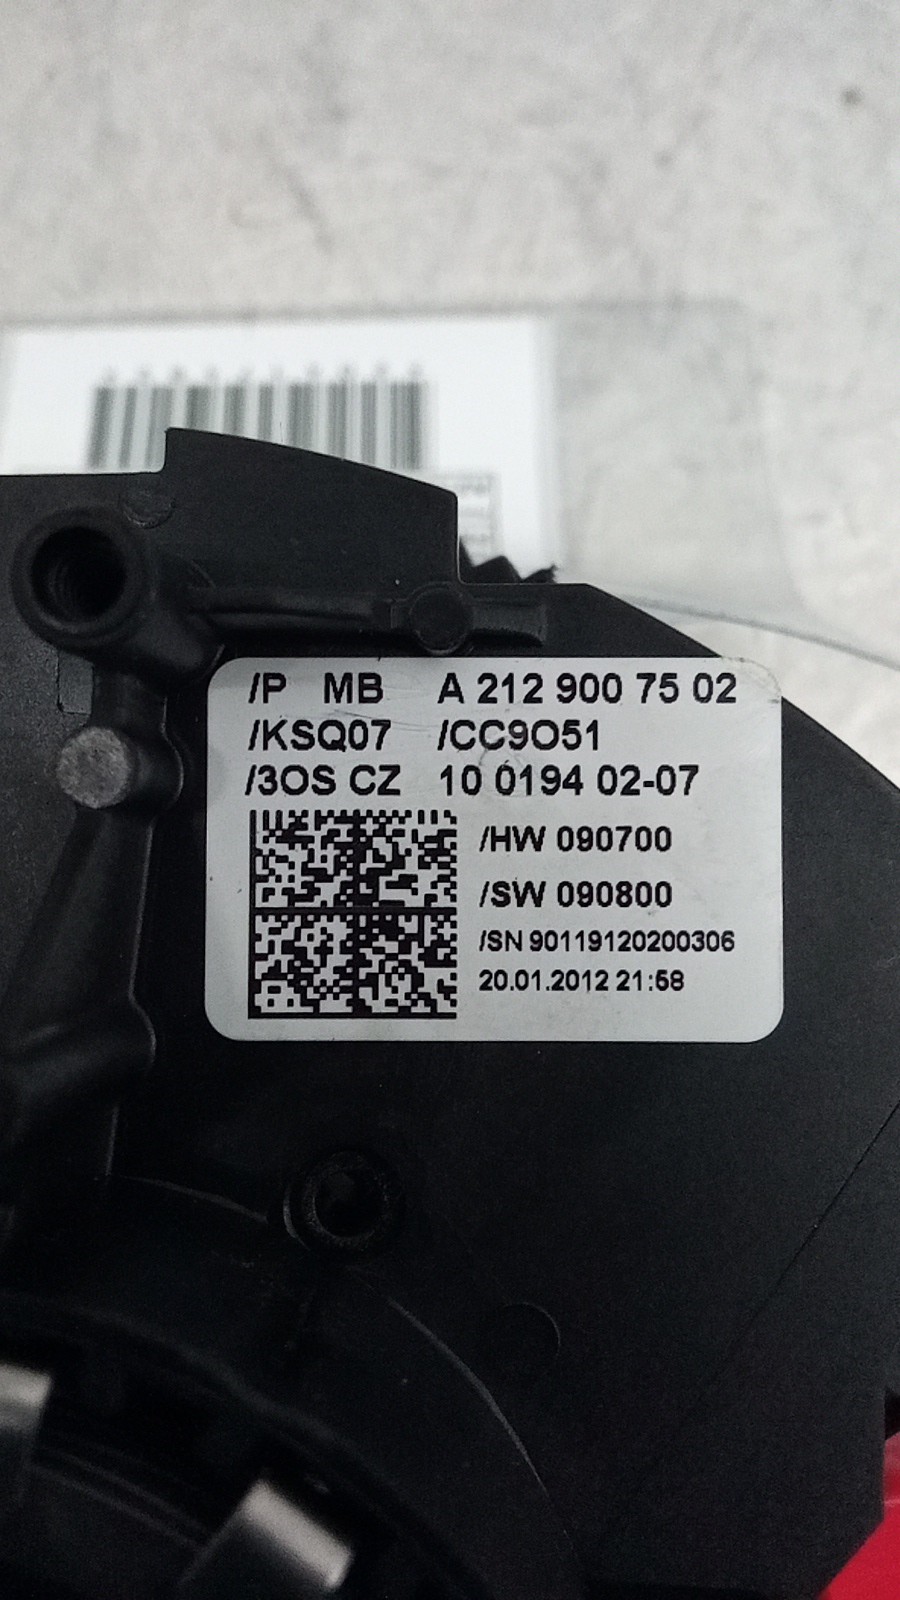 /P MB A 212 900 75 02
/KSQ07 /CC9O51
/3OS CZ 10 0194 02-07
/HW 090700
/SW 090800
/SN 90119120200306
20.01.2012 21:58